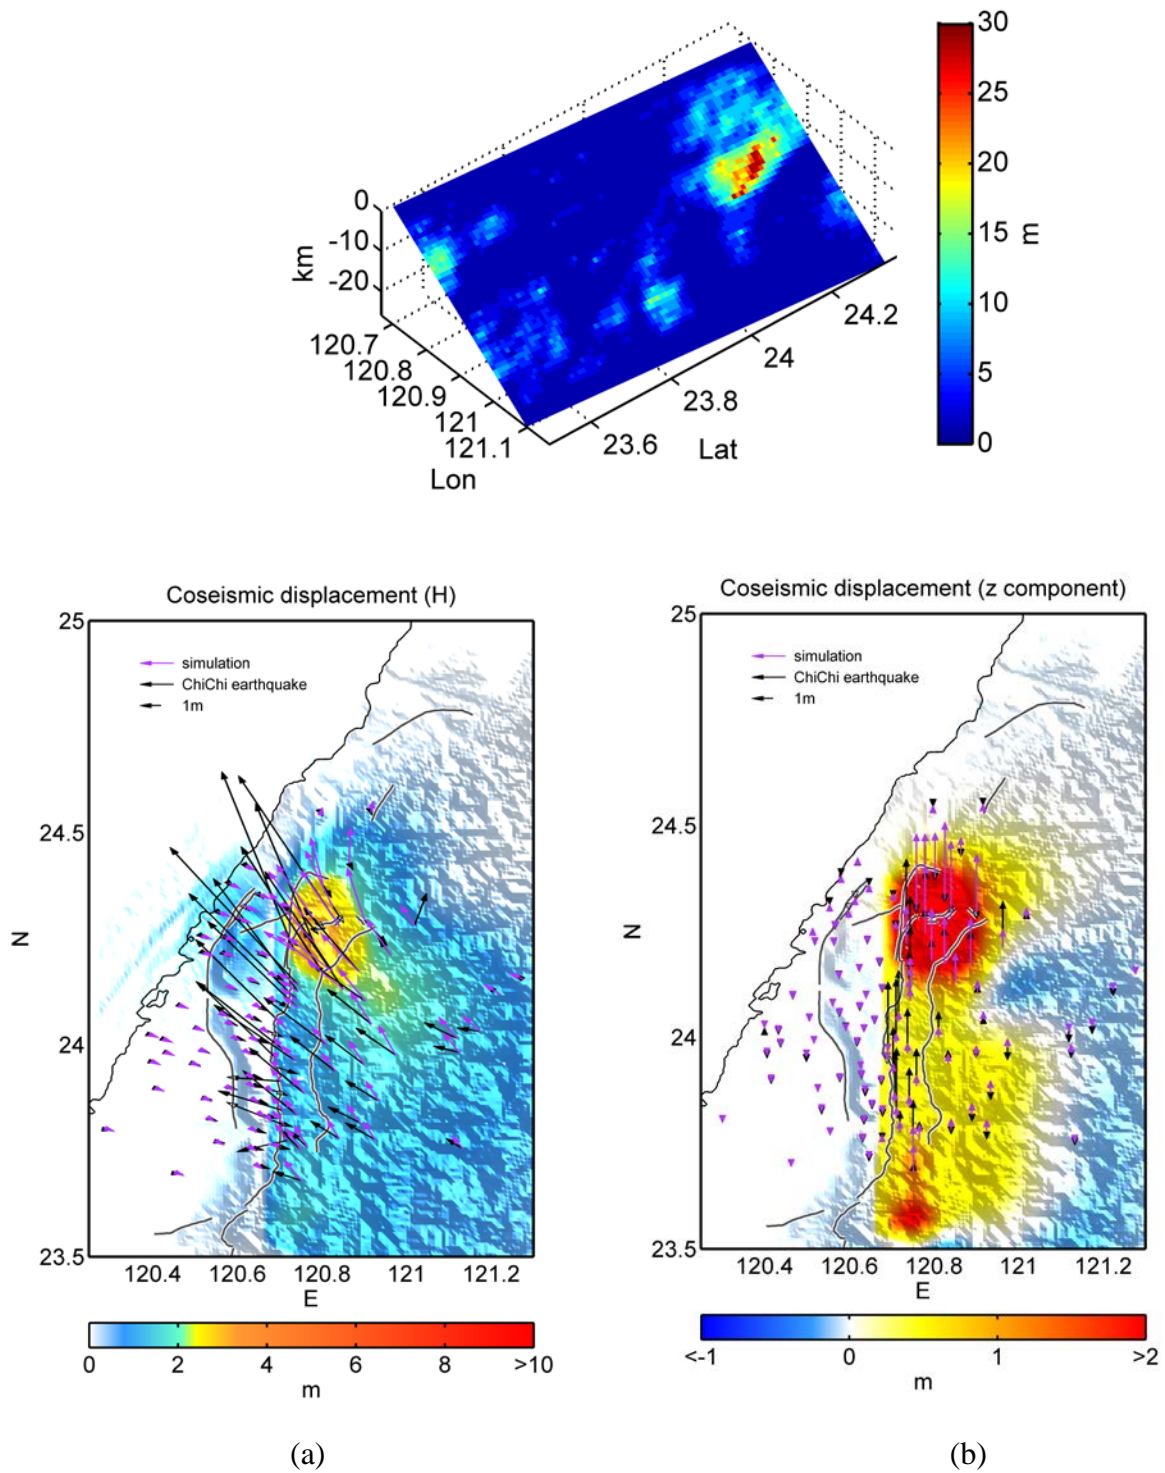 30
25
20
15
10
5
0
m
0
-10
-20
km
120.7
120.8
120.9
121
121.1
Lon
23.6
23.8
24
24.2
Lat
Coseismic displacement (H)
simulation
ChiChi earthquake
1m
25
24.5
24
23.5
N
120.4 120.6 120.8 121 121.2
E
0 2 4 6 8 >10
m
(a)
Coseismic displacement (z component)
simulation
ChiChi earthquake
1m
25
24.5
24
23.5
N
120.4 120.6 120.8 121 121.2
E
<-1 0 1 >2
m
(b)